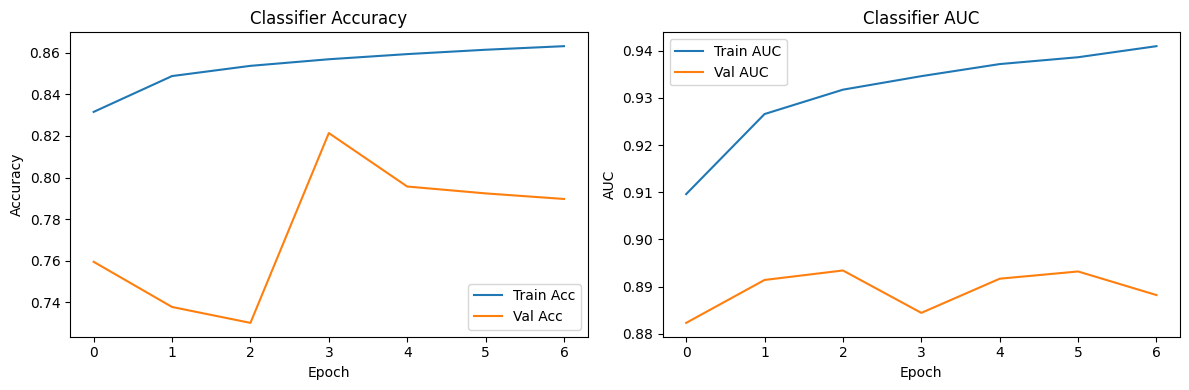 Classifier Accuracy
Accuracy
0.86
0.84
0.82
0.80
0.78
0.76
0.74
Train Acc
Val Acc
0 1 2 3 4 5 6
Epoch
Classifier AUC
AUC
0.94
0.93
0.92
0.91
0.90
0.89
0.88
Train AUC
Val AUC
0 1 2 3 4 5 6
Epoch